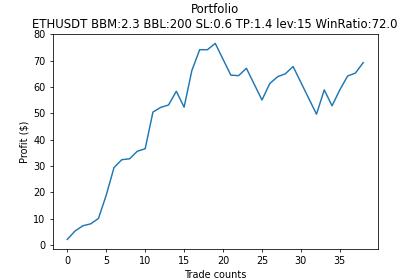 Portfolio
ETHUSDT BBM:2.3 BBL:200 SL:0.6 TP:1.4 lev:15 WinRatio:72.0
80
70
60
50
40
30
20
10
0
Profit ($)
0 5 10 15 20 25 30 35
Trade counts